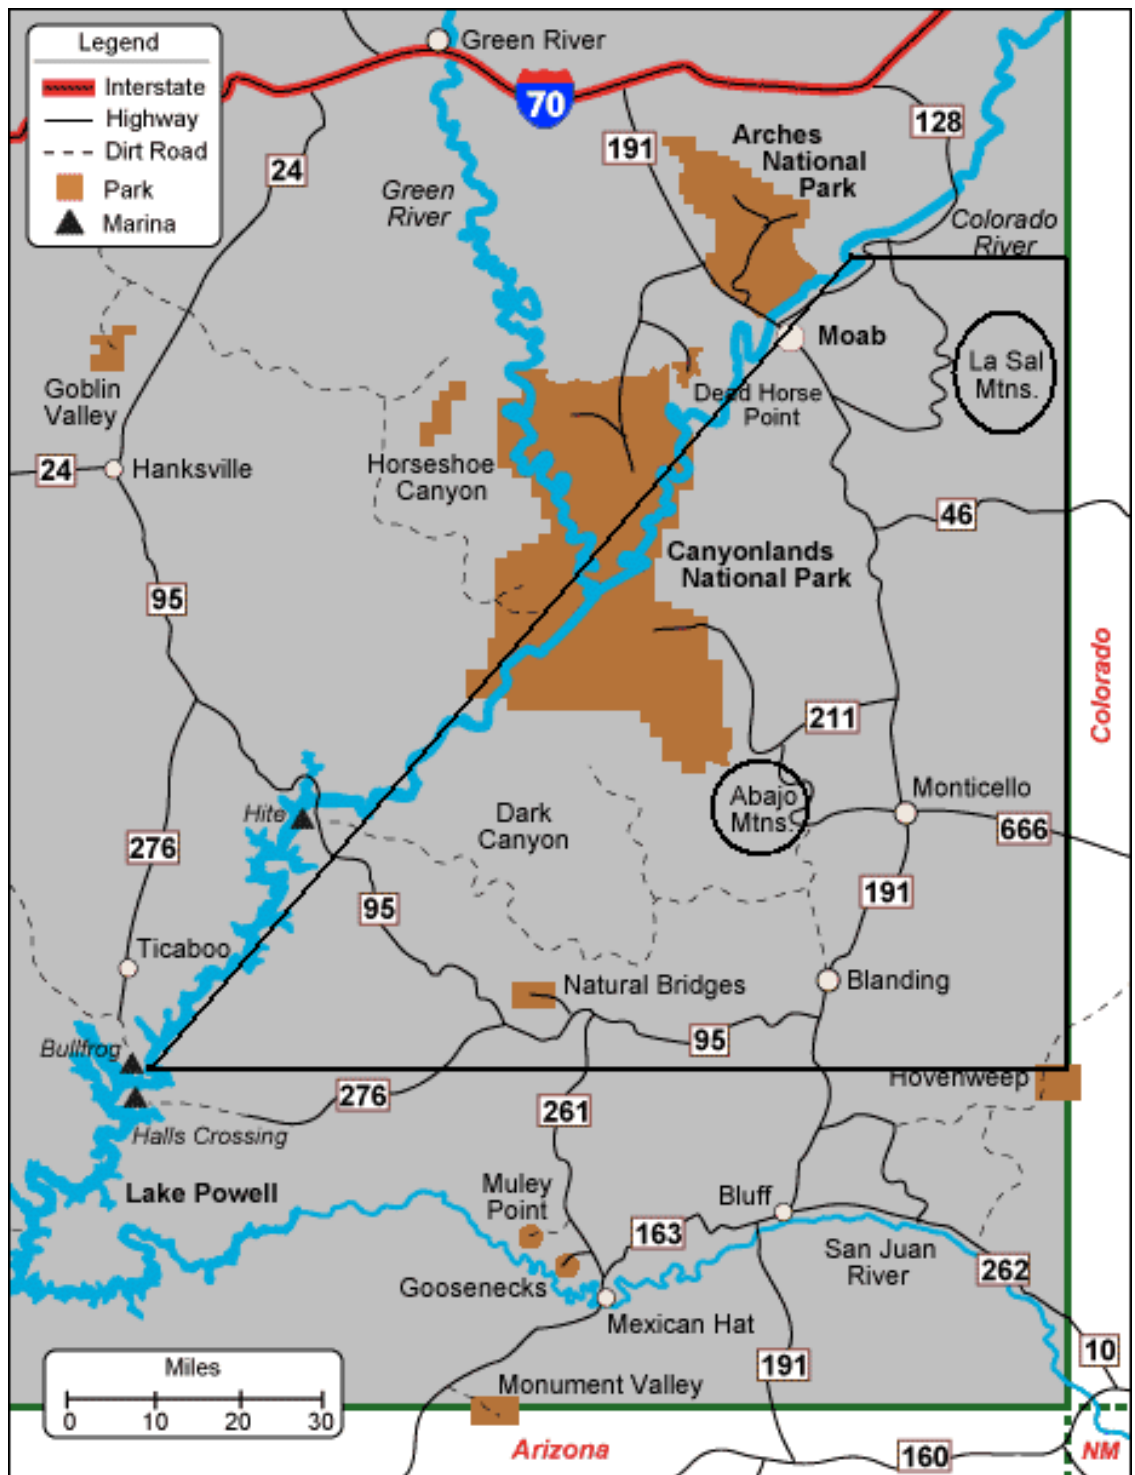 Legend
Interstate
Highway
Dirt Road
Park
Marina
Green River
70
128
191
24
Arches
National
Park
Green
River
Colorado
River
Moab
La Sal
Mtns.
Goblin
Valley
Dead Horse
Point
24
Hanksville
Horseshoe
Canyon
46
Canyonlands
National Park
95
Colorado
211
Monticello
Abajo
Mtns.
Hite
Dark
Canyon
666
276
191
95
Ticaboo
Natural Bridges
Blanding
95
Bullfrog
Hovenweep
276
261
Halls Crossing
Lake Powell
Muley
Point
Bluff
163
San Juan
River
262
Goosenecks
Mexican Hat
10
191
Miles
0 10 20 30
Monument Valley
Arizona
160
NM